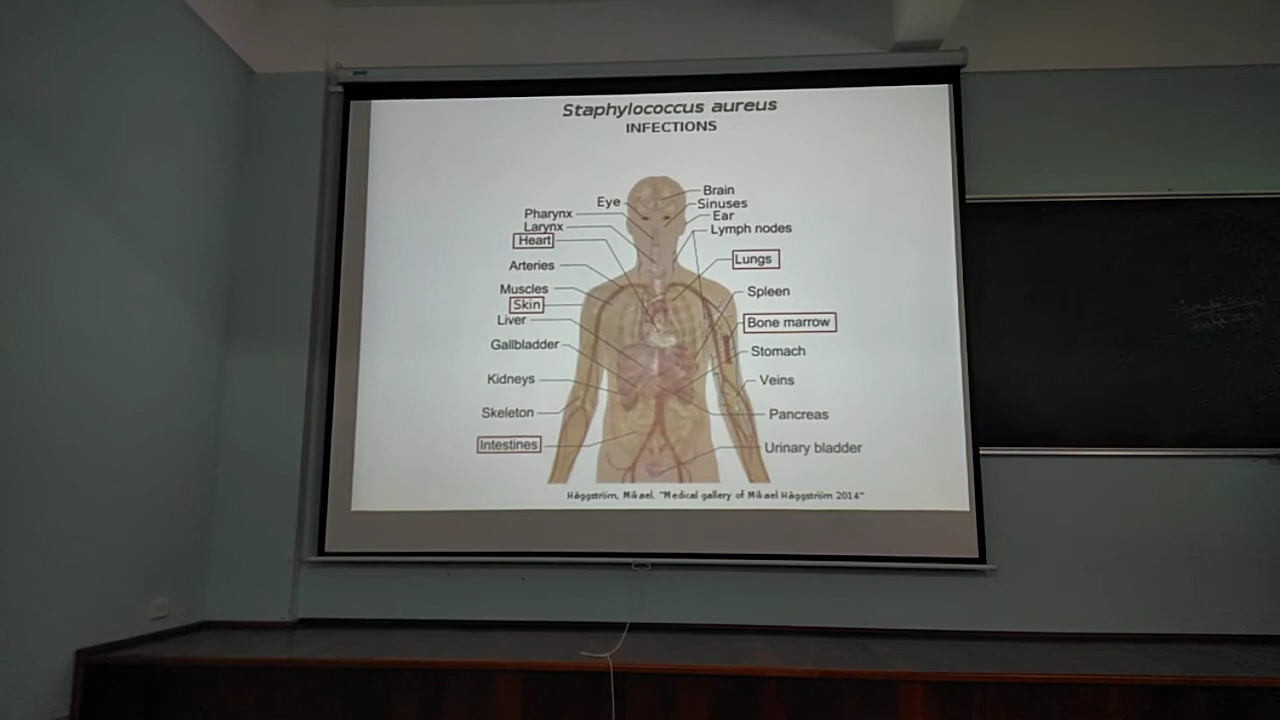 Staphylococcus aureus
INFECTIONS
Brain
Eye
Sinuses
Pharynx
Ear
Larynx
Lymph nodes
Heart
Lungs
Arteries
Muscles
Spleen
Skin
Liver
Bone marrow
Gallbladder
Stomach
Kidneys
Veins
Skeleton
Pancreas
Intestines
Urinary bladder
Häggström, Mikael. "Medical gallery of Mikael Häggström 2014"